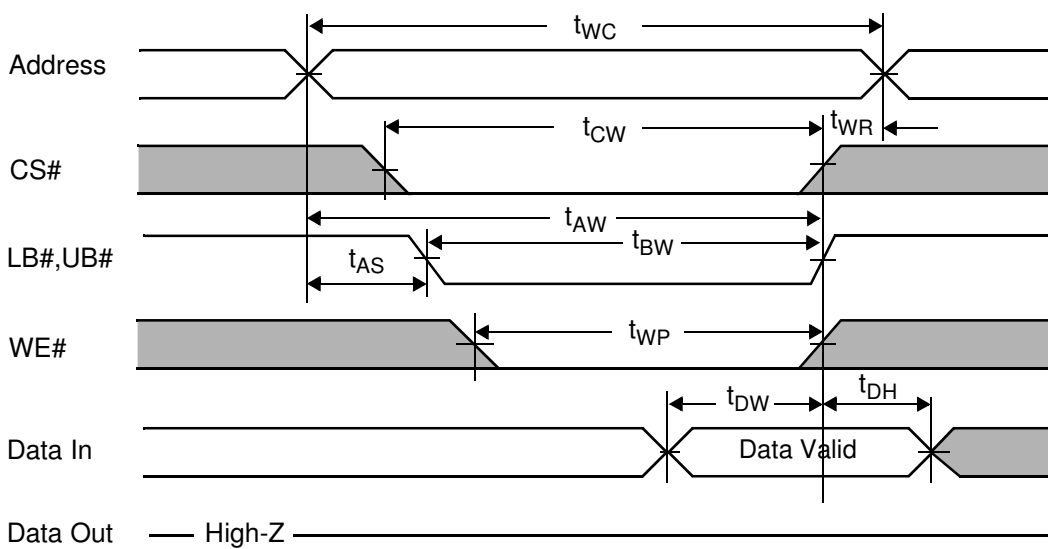 tWC
Address
tCW
tWR
CS#
tAW
tBW
LB#,UB#
tAS
WE#
tWP
tDW
tDH
Data In
Data Valid
Data Out
High-Z